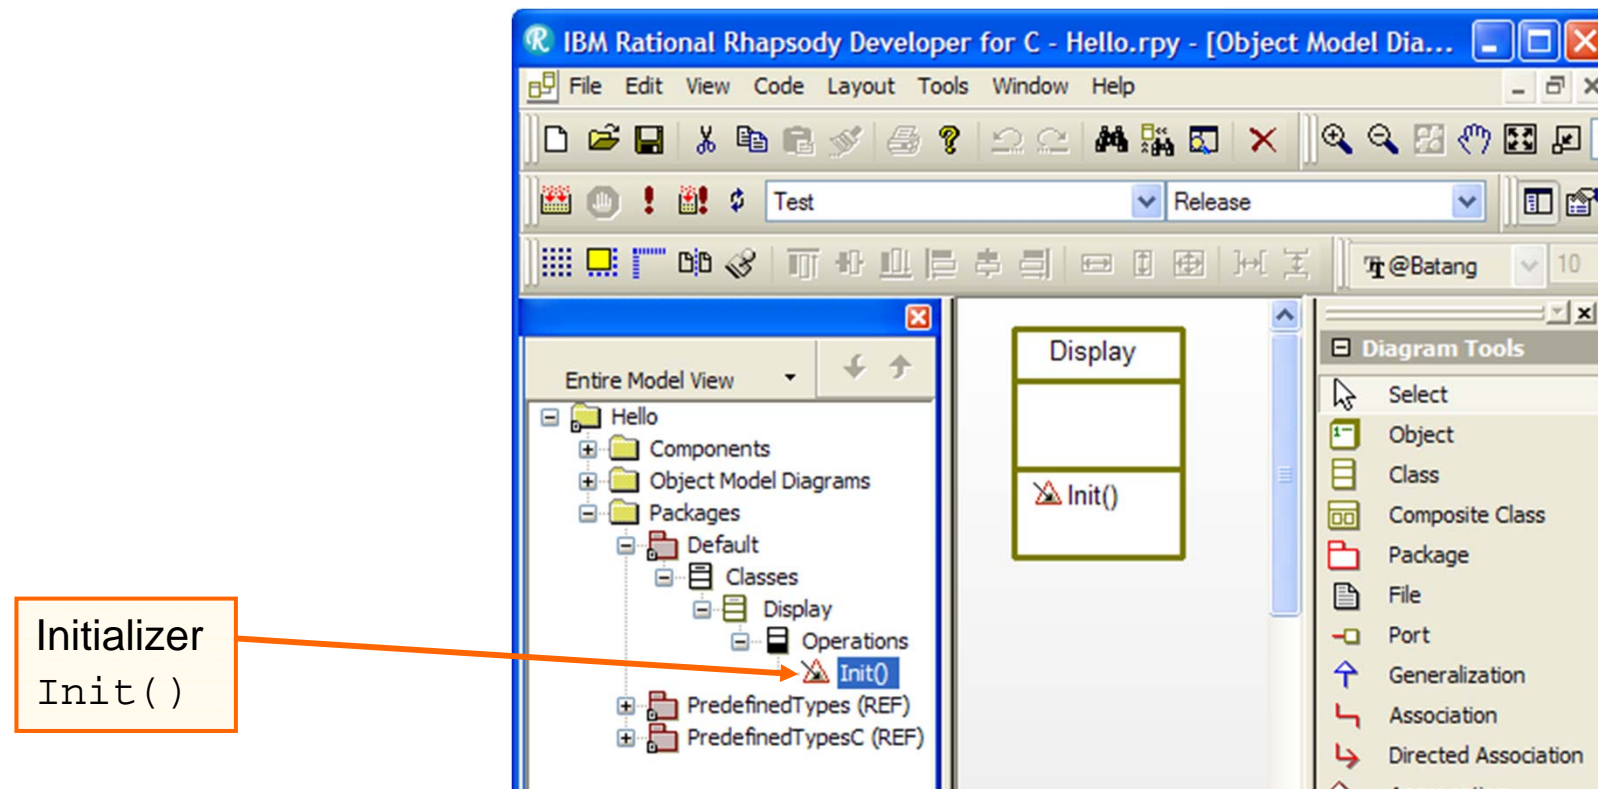 IBM Rational Rhapsody Developer for C - Hello.rpy - [Object Model Dia...
File Edit View Code Layout Tools Window Help
Test Release
@Batang 10
Entire Model View
Hello
Components
Object Model Diagrams
Packages
Default
Classes
Display
Operations
Init()
PredefinedTypes (REF)
PredefinedTypesC (REF)
Display
Init()
Diagram Tools
Select
Object
Class
Composite Class
Package
File
Port
Generalization
Association
Directed Association
Initializer
Init()